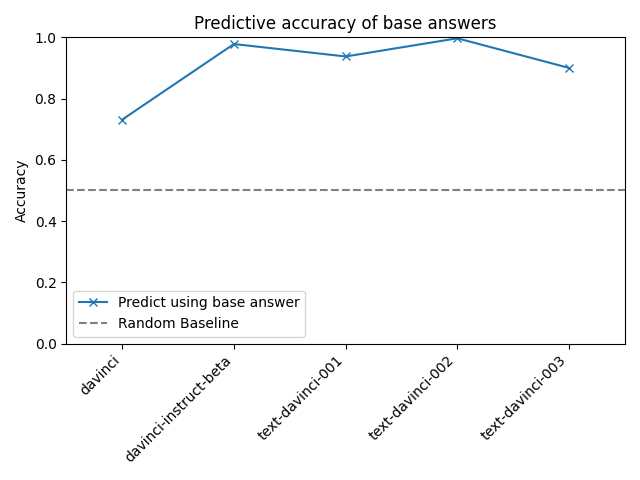 Predictive accuracy of base answers
1.0
0.8
0.6
0.4
0.2
0.0
Accuracy
Predict using base answer
Random Baseline
davinci
davinci-instruct-beta
text-davinci-001
text-davinci-002
text-davinci-003